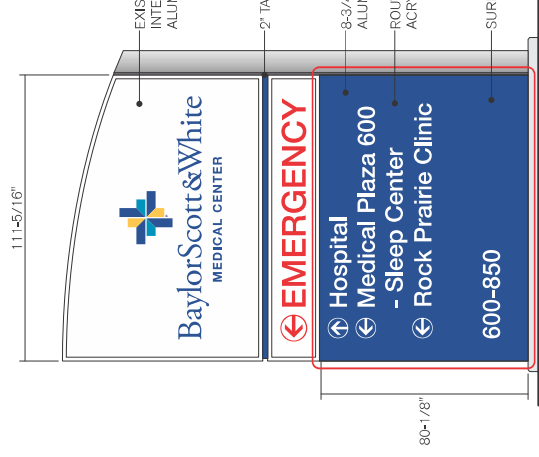 111-5/16"
EXIS
INTE
ALUM
BaylorScott&White
MEDICAL CENTER
2" TA
EMERGENCY
8-3/4
ALUM
Hospital
Medical Plaza 600
- Sleep Center
Rock Prairie Clinic
ROU
ACRY
80-1/8"
600-850
SUR